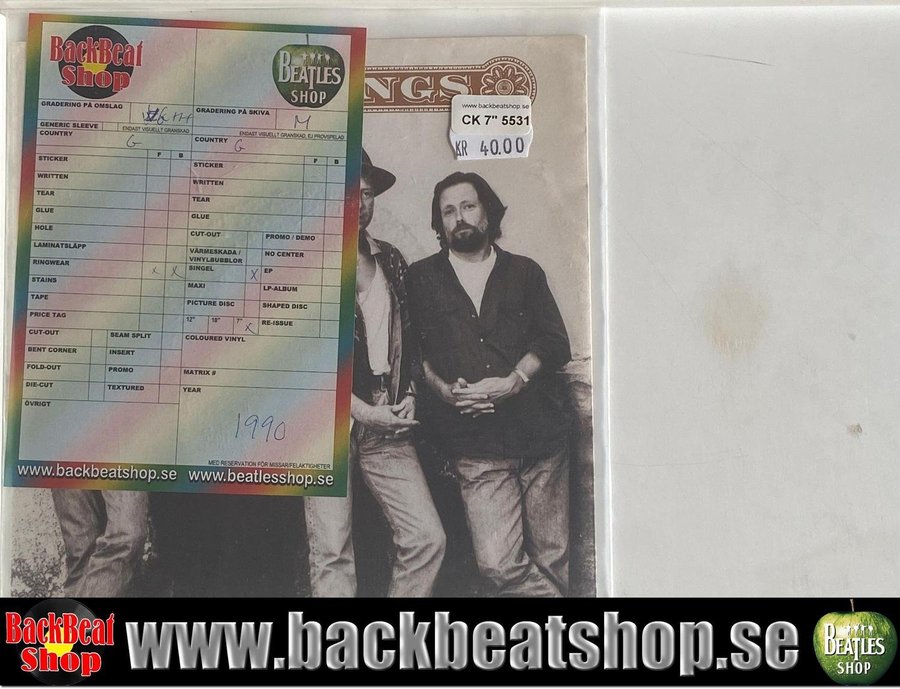 BackBeat
Shop
BEATLES
SHOP
GRADERING PÅ OMSLAG
GRADERING PÅ SKIVA
M
GENERIC SLEEVE
ENDAST VISUELLT GRANSKAD
ENDAST VISUELLT GRANSKAD, EJ PROVSPELAD
COUNTRY G
COUNTRY G
F B
F B
STICKER
STICKER
WRITTEN
WRITTEN
TEAR
TEAR
GLUE
GLUE
HOLE
CUT-OUT
PROMO / DEMO
LAMINATSLÄPP
VÄRMESKADA /
VINYLBUBBLOR
NO CENTER
RINGWEAR x x
SINGEL x
EP
STAINS
MAXI
LP-ALBUM
TAPE
PICTURE DISC
SHAPED DISC
PRICE TAG
12" 10" 7" x
RE-ISSUE
CUT-OUT
SEAM SPLIT
COLOURED VINYL
BENT CORNER
INSERT
FOLD-OUT
PROMO
MATRIX #
DIE-CUT
TEXTURED
YEAR
ÖVRIGT
1990
MED RESERVATION FÖR MISSAR/FELAKTIGHETER
www.backbeatshop.se www.beatlesshop.se
NGS
www.backbeatshop.se
CK 7" 5531
KR 40.00
BackBeat
Shop
www.backbeatshop.se
BEATLES
SHOP